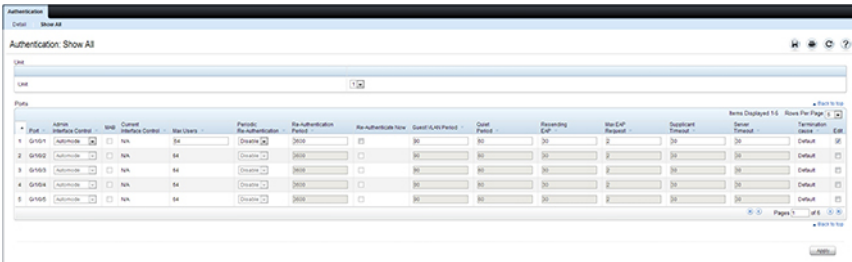 Authentication
Detail Show All
Authentication: Show All
Unit
Unit 1
Ports
Back to top
Items Displayed 1-5 Rows Per Page 5
Port Admin Interface Control MAB Current Interface Control Max Users Periodic Re-Authentication Re-Authentication Period Re-Authenticate Now Guest VLAN Period Quiet Period Resending EAP Max EAP Request Supplicant Timeout Server Timeout Termination cause Edit
1 Gi1/0/1 Automode N/A 64 Disable 3600 90 60 30 2 30 30 Default
2 Gi1/0/2 Automode N/A 64 Disable 3600 90 60 30 2 30 30 Default
3 Gi1/0/3 Automode N/A 64 Disable 3600 90 60 30 2 30 30 Default
4 Gi1/0/4 Automode N/A 64 Disable 3600 90 60 30 2 30 30 Default
5 Gi1/0/5 Automode N/A 64 Disable 3600 90 60 30 2 30 30 Default
Pages 1 of 6
Back to top
Apply